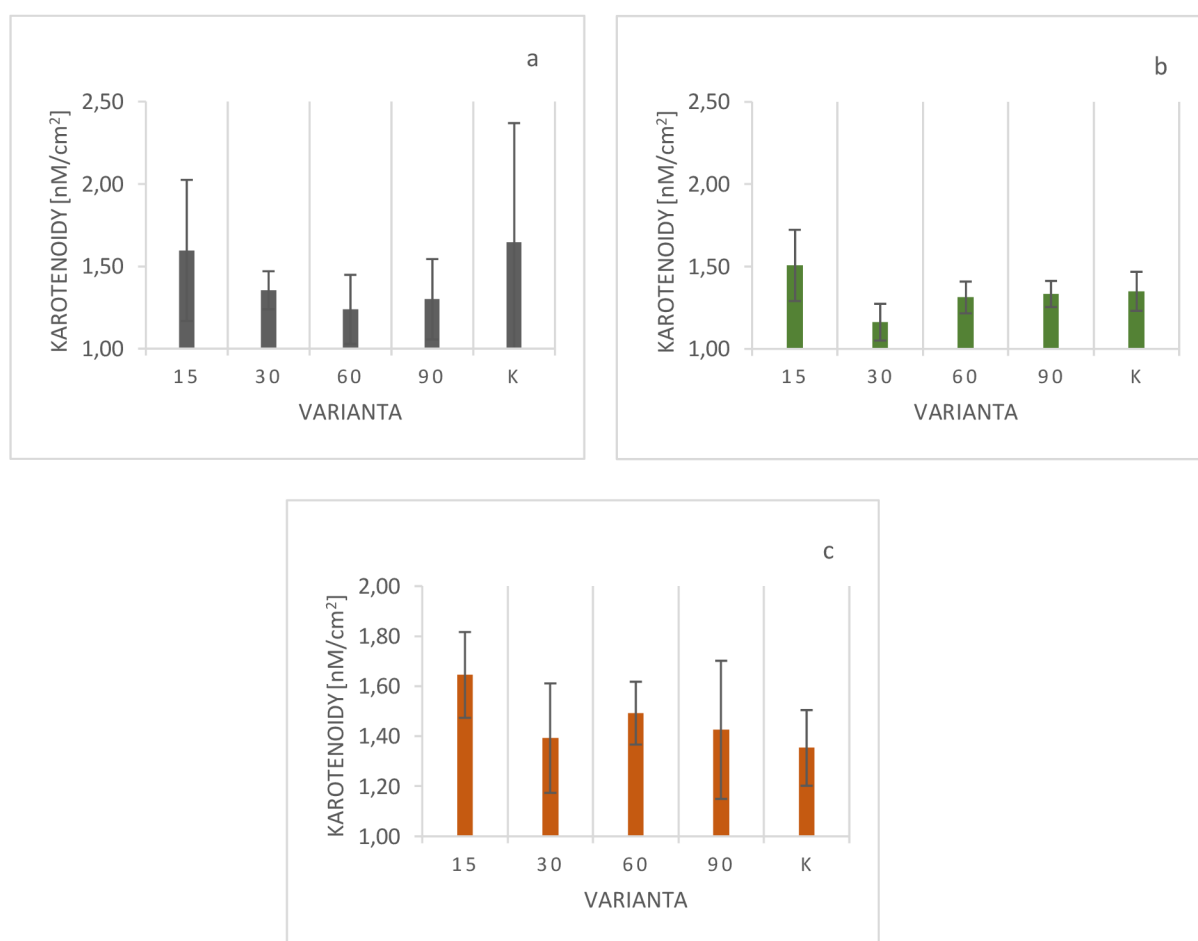 a
KAROTENOIDY [nM/cm²]
2,50
2,00
1,50
1,00
15 30 60 90 K
VARIANTA
b
KAROTENOIDY [nM/cm²]
2,50
2,00
1,50
1,00
15 30 60 90 K
VARIANTA
c
KAROTENOIDY [nM/cm²]
2,00
1,80
1,60
1,40
1,20
1,00
15 30 60 90 K
VARIANTA